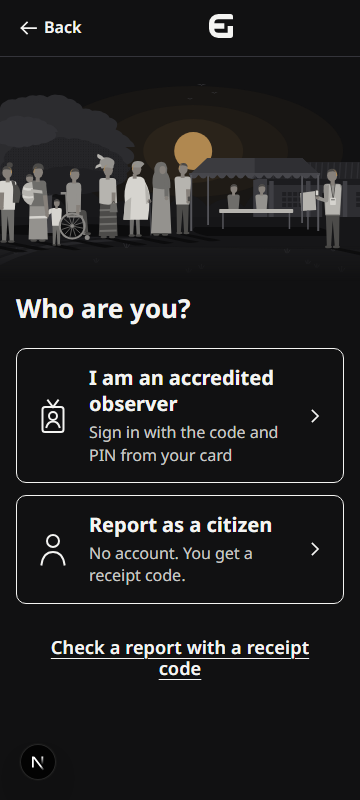 Back
Who are you?
I am an accredited
observer
Sign in with the code and
PIN from your card
Report as a citizen
No account. You get a
receipt code.
Check a report with a receipt
code
N